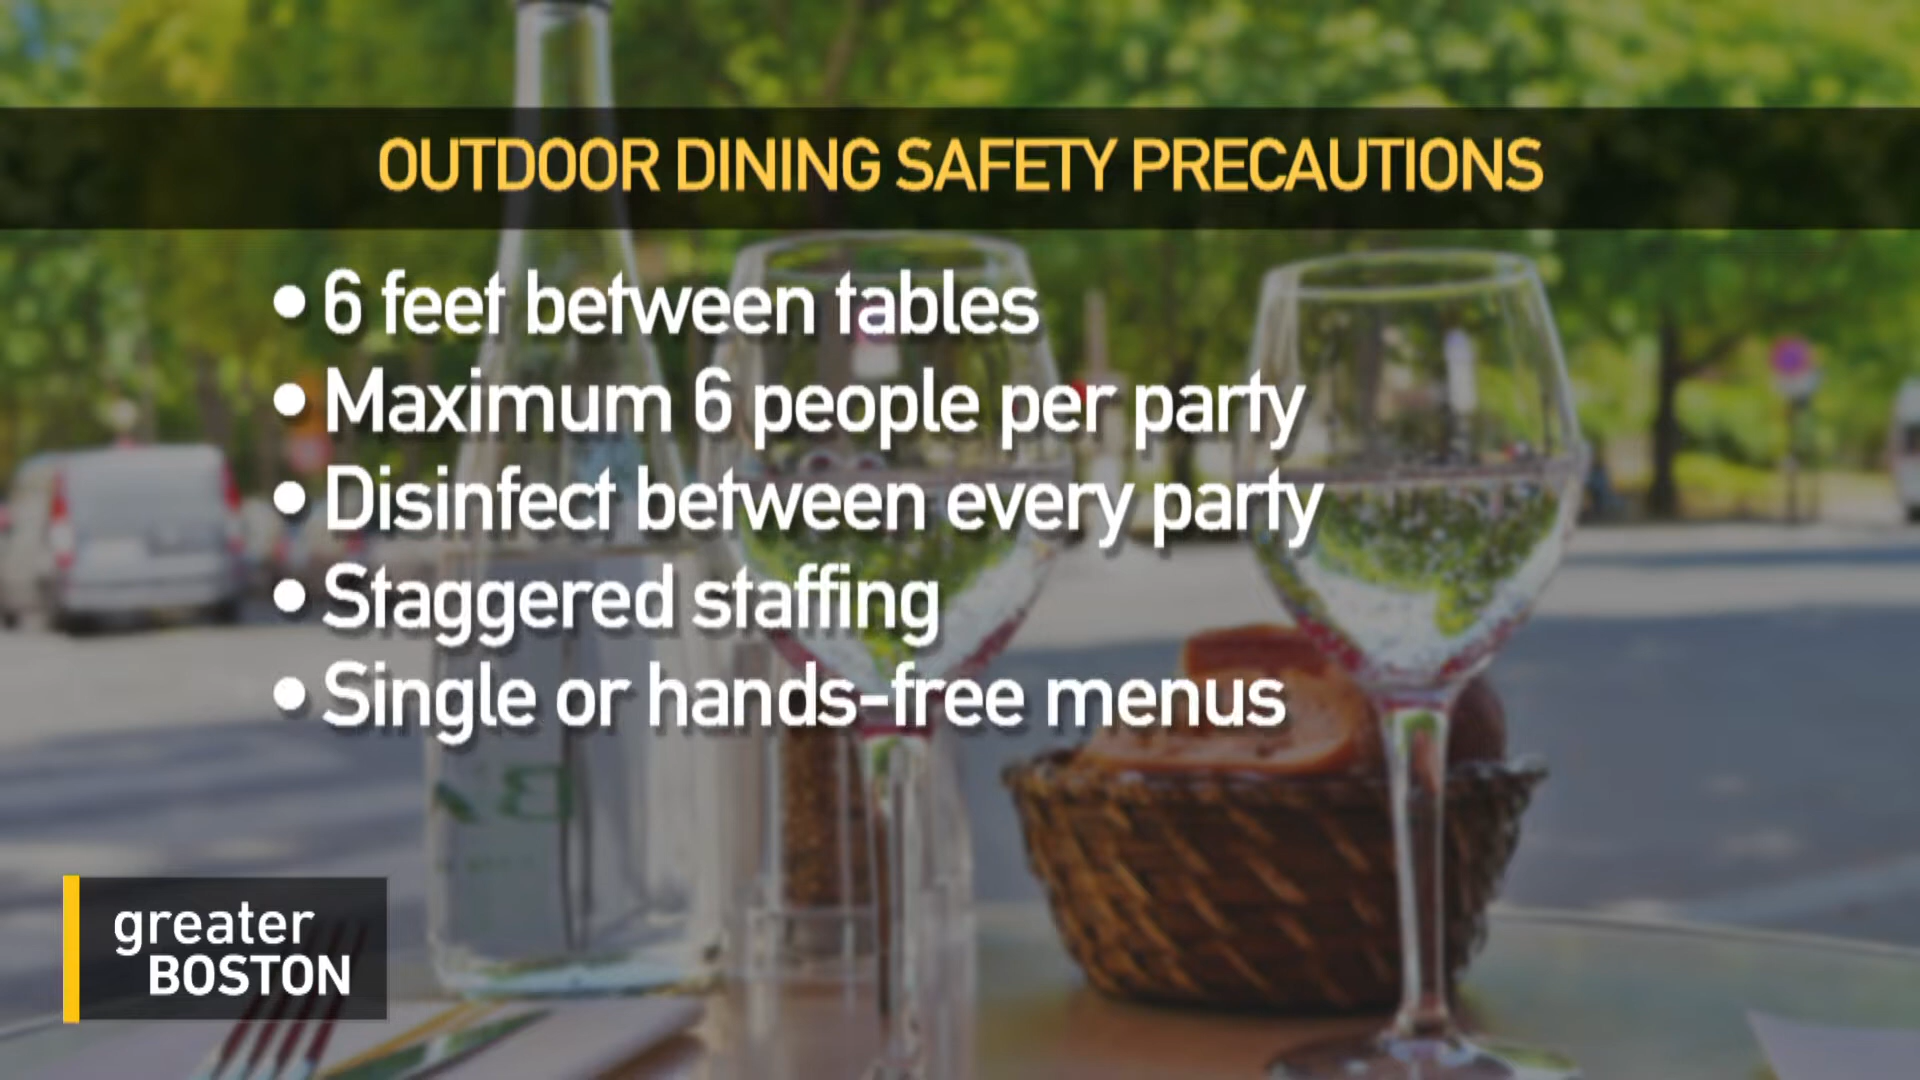 OUTDOOR DINING SAFETY PRECAUTIONS
• 6 feet between tables
• Maximum 6 people per party
• Disinfect between every party
• Staggered staffing
• Single or hands-free menus
greater
BOSTON